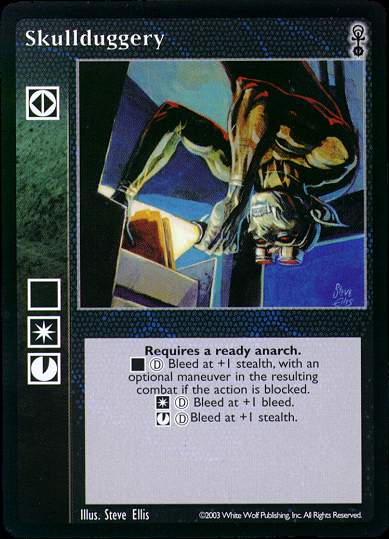 Skullduggery
Steve
Ellis
Requires a ready anarch.
Ⓓ Bleed at +1 stealth, with an
optional maneuver in the resulting
combat if the action is blocked.
Ⓓ Bleed at +1 bleed.
Ⓓ Bleed at +1 stealth.
Illus. Steve Ellis
©2003 White Wolf Publishing, Inc. All Rights Reserved.